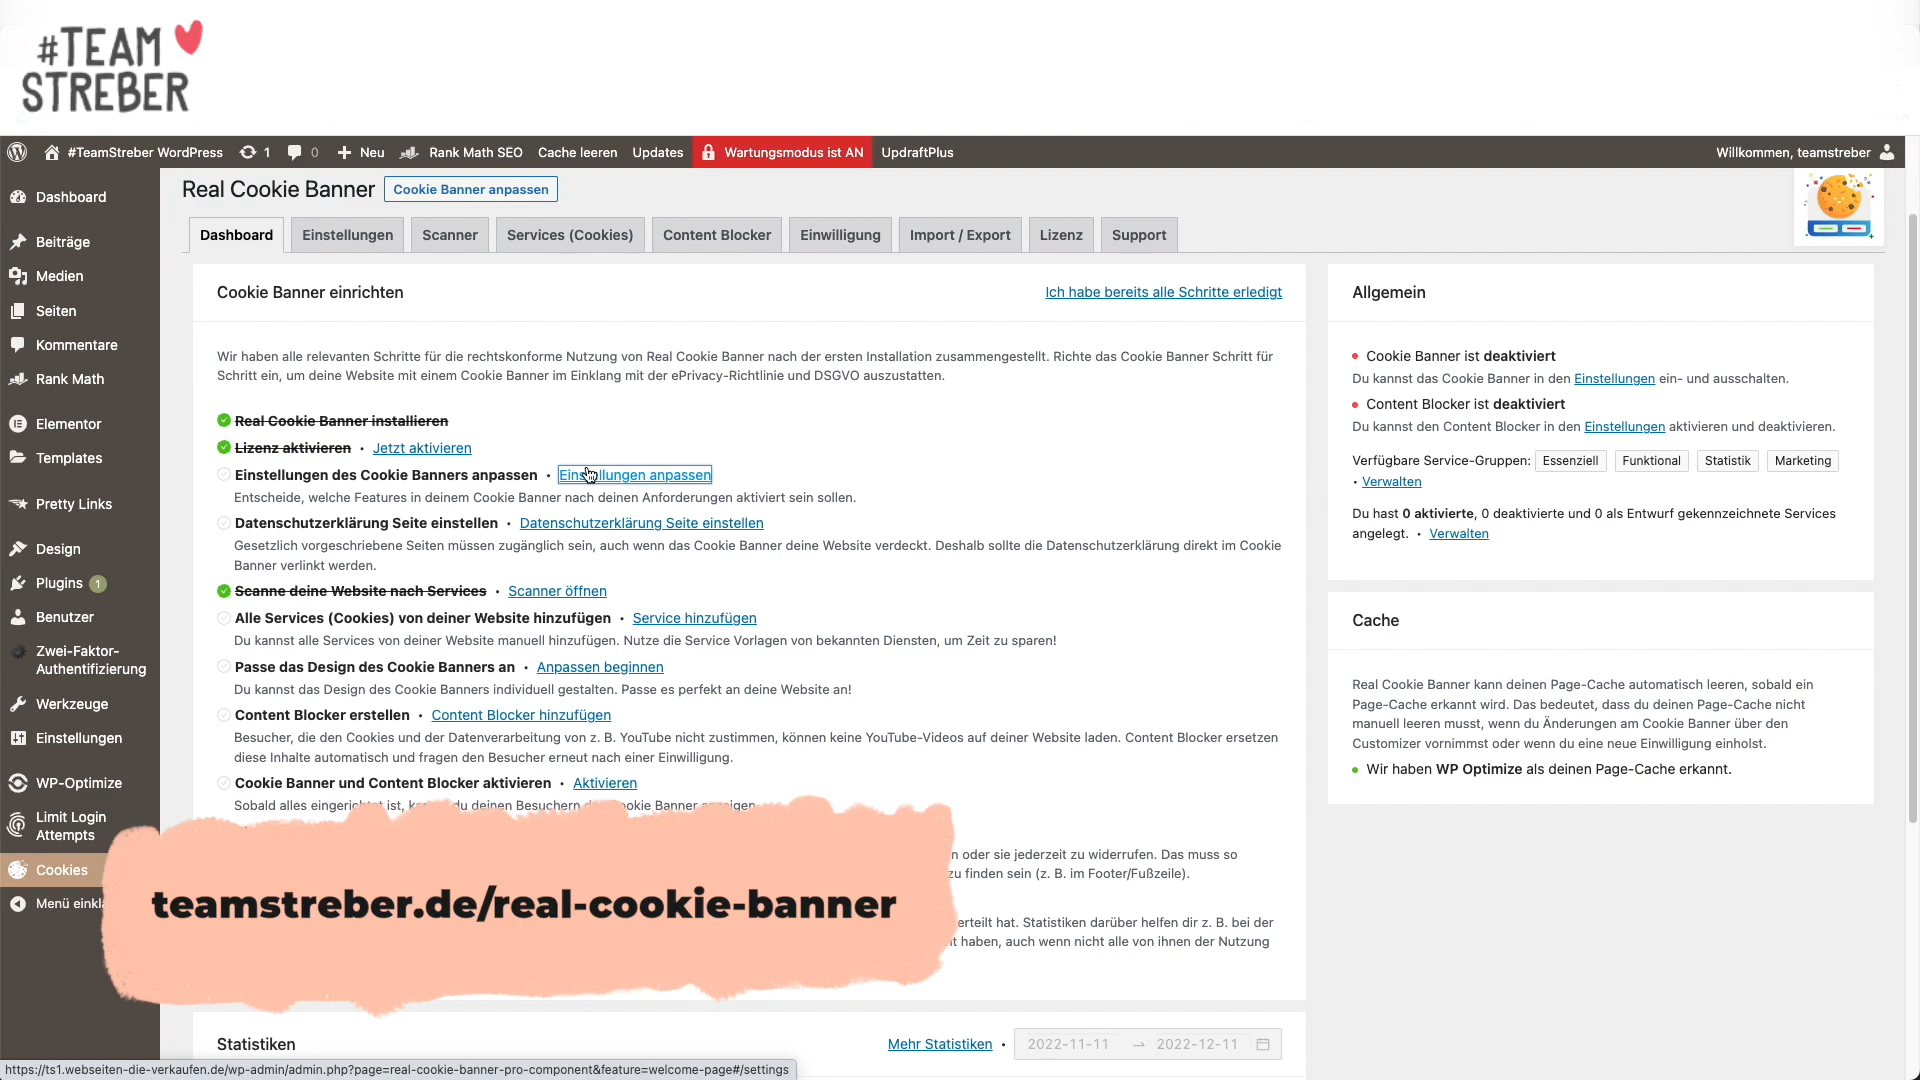 #TEAM
STREBER
#TeamStreber WordPress 1 0 Neu Rank Math SEO Cache leeren Updates Wartungsmodus ist AN UpdraftPlus Willkommen, teamstreber
Dashboard
Beiträge
Medien
Seiten
Kommentare
Rank Math
Elementor
Templates
Pretty Links
Design
Plugins 1
Benutzer
Zwei-Faktor-
Authentifizierung
Werkzeuge
Einstellungen
WP-Optimize
Limit Login
Attempts
Cookies
Menü
Real Cookie Banner Cookie Banner anpassen
Dashboard Einstellungen Scanner Services (Cookies) Content Blocker Einwilligung Import / Export Lizenz Support
Cookie Banner einrichten Ich habe bereits alle Schritte erledigt
Wir haben alle relevanten Schritte für die rechtskonforme Nutzung von Real Cookie Banner nach der ersten Installation zusammengestellt. Richte das Cookie Banner Schritt für
Schritt ein, um deine Website mit einem Cookie Banner im Einklang mit der ePrivacy-Richtlinie und DSGVO auszustatten.
Real Cookie Banner installieren
Lizenz aktivieren • Jetzt aktivieren
Einstellungen des Cookie Banners anpassen • Einstellungen anpassen
Entscheide, welche Features in deinem Cookie Banner nach deinen Anforderungen aktiviert sein sollen.
Datenschutzerklärung Seite einstellen • Datenschutzerklärung Seite einstellen
Gesetzlich vorgeschriebene Seiten müssen zugänglich sein, auch wenn das Cookie Banner deine Website verdeckt. Deshalb sollte die Datenschutzerklärung direkt im Cookie
Banner verlinkt werden.
Scanne deine Website nach Services • Scanner öffnen
Alle Services (Cookies) von deiner Website hinzufügen • Service hinzufügen
Du kannst alle Services von deiner Website manuell hinzufügen. Nutze die Service Vorlagen von bekannten Diensten, um Zeit zu sparen!
Passe das Design des Cookie Banners an • Anpassen beginnen
Du kannst das Design des Cookie Banners individuell gestalten. Passe es perfekt an deine Website an!
Content Blocker erstellen • Content Blocker hinzufügen
Besucher, die den Cookies und der Datenverarbeitung von z. B. YouTube nicht zustimmen, können keine YouTube-Videos auf deiner Website laden. Content Blocker ersetzen
diese Inhalte automatisch und fragen den Besucher erneut nach einer Einwilligung.
Cookie Banner und Content Blocker aktivieren • Aktivieren
Sobald alles eingerichtet ist, du deinen Besuchern Cookie Banner anzeigen
oder sie jederzeit zu widerrufen. Das muss so
zu finden sein (z. B. im Footer/Fußzeile).
erteilt hat. Statistiken darüber helfen dir z. B. bei der
haben, auch wenn nicht alle von ihnen der Nutzung
teamstreber.de/real-cookie-banner
Statistiken Mehr Statistiken • 2022-11-11 → 2022-12-11
Allgemein
Cookie Banner ist deaktiviert
Du kannst das Cookie Banner in den Einstellungen ein- und ausschalten.
Content Blocker ist deaktiviert
Du kannst den Content Blocker in den Einstellungen aktivieren und deaktivieren.
Verfügbare Service-Gruppen: Essenziell Funktional Statistik Marketing
• Verwalten
Du hast 0 aktivierte, 0 deaktivierte und 0 als Entwurf gekennzeichnete Services
angelegt. • Verwalten
Cache
Real Cookie Banner kann deinen Page-Cache automatisch leeren, sobald ein
Page-Cache erkannt wird. Das bedeutet, dass du deinen Page-Cache nicht
manuell leeren musst, wenn du Änderungen am Cookie Banner über den
Customizer vornimmst oder wenn du eine neue Einwilligung einholst.
Wir haben WP Optimize als deinen Page-Cache erkannt.
https://ts1.webseiten-die-verkaufen.de/wp-admin/admin.php?page=real-cookie-banner-pro-component&feature=welcome-page#/settings